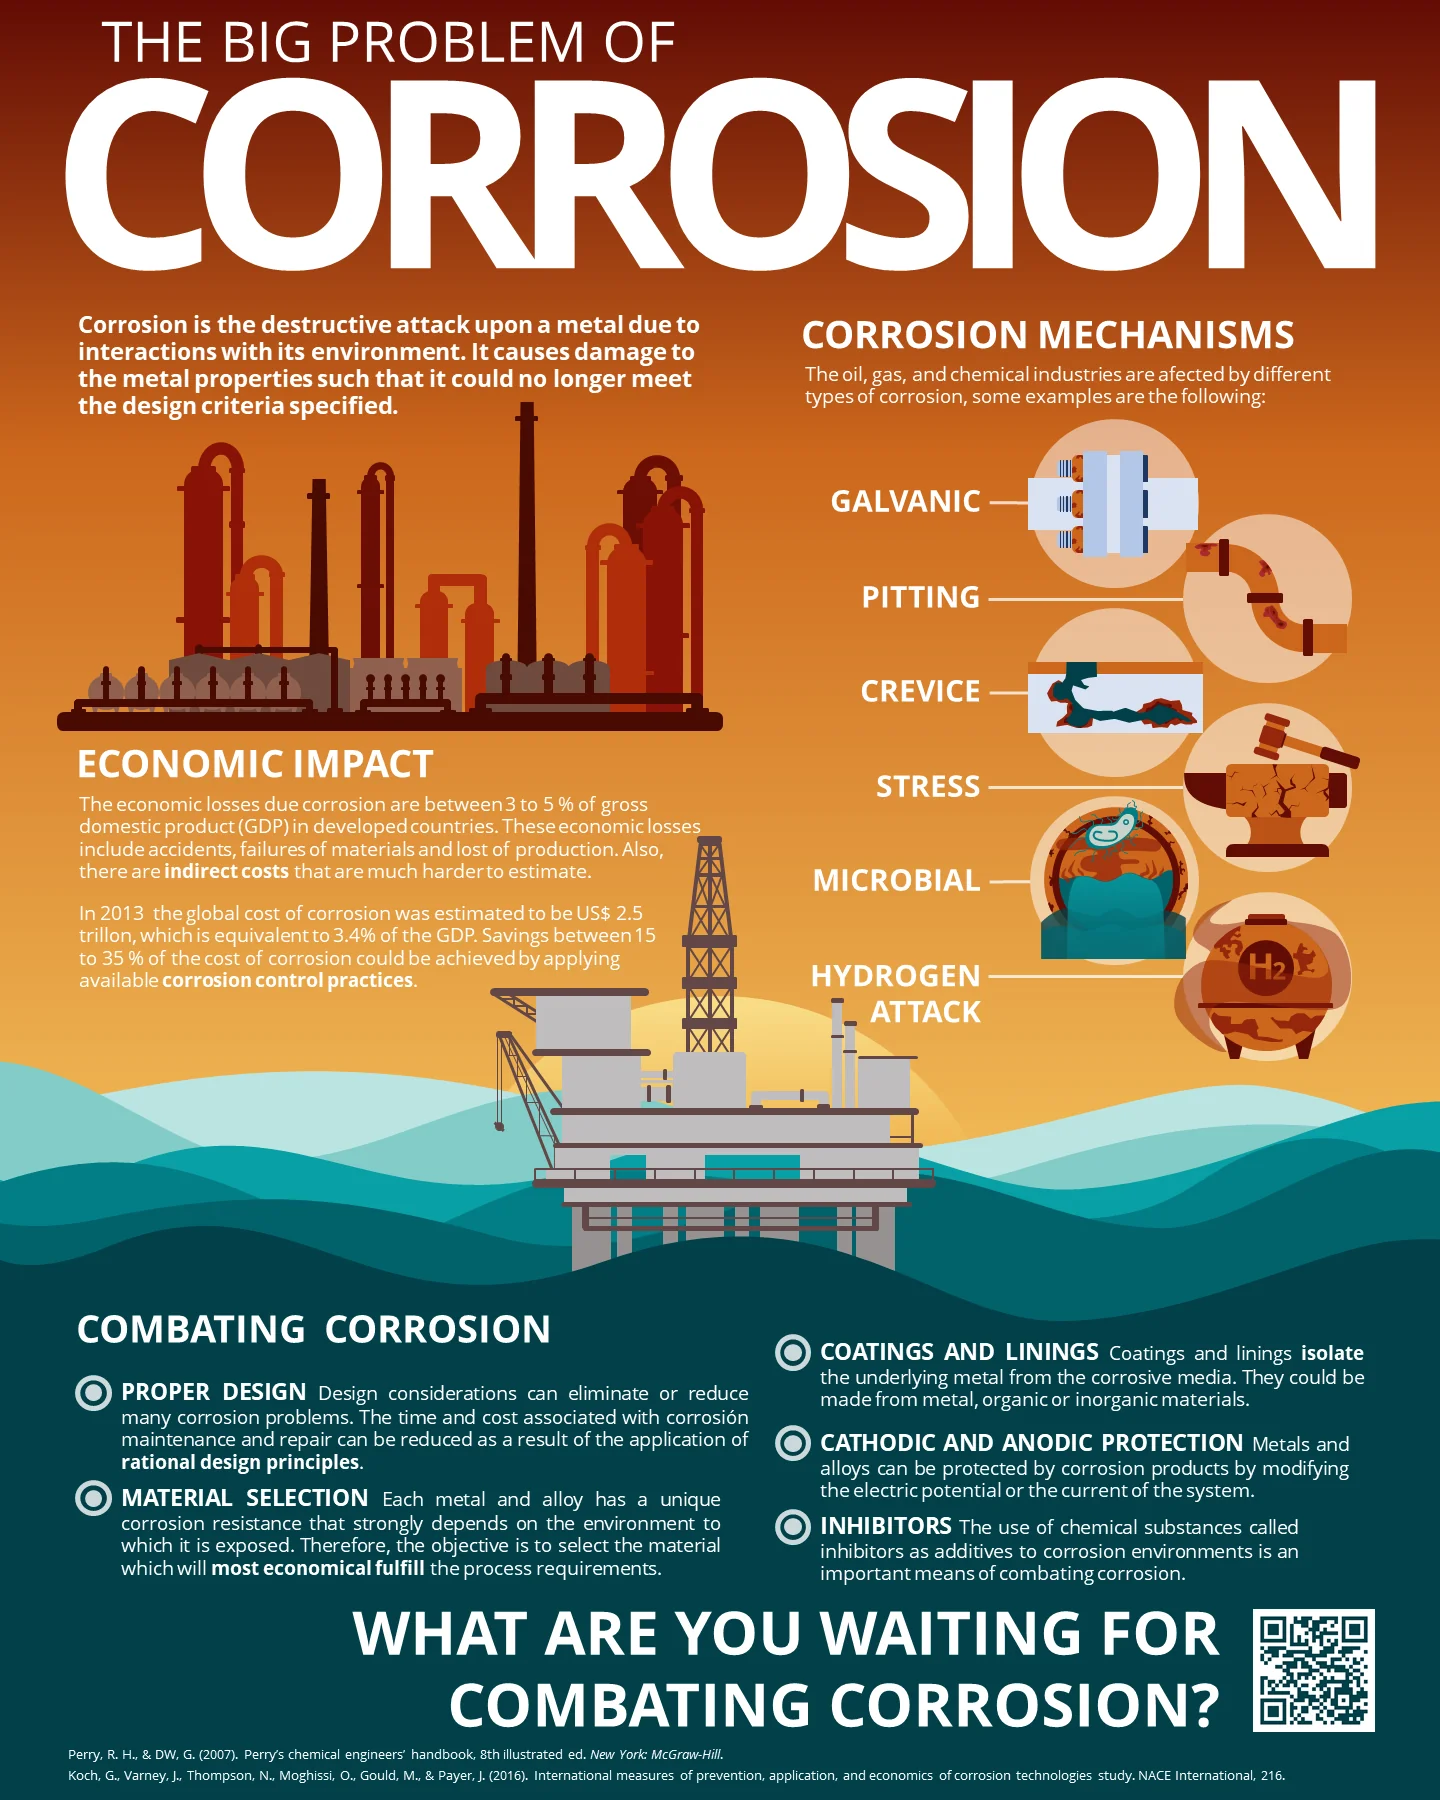 THE BIG PROBLEM OF
CORROSION
Corrosion is the destructive attack upon a metal due to
interactions with its environment. It causes damage to
the metal properties such that it could no longer meet
the design criteria specified.
ECONOMIC IMPACT
The economic losses due corrosion are between 3 to 5 % of gross
domestic product (GDP) in developed countries. These economic losses
include accidents, failures of materials and lost of production. Also,
there are indirect costs that are much harder to estimate.
In 2013 the global cost of corrosion was estimated to be US$ 2.5
trillon, which is equivalent to 3.4% of the GDP. Savings between 15
to 35 % of the cost of corrosion could be achieved by applying
available corrosion control practices.
CORROSION MECHANISMS
The oil, gas, and chemical industries are afected by different
types of corrosion, some examples are the following:
GALVANIC
PITTING
CREVICE
STRESS
MICROBIAL
HYDROGEN
ATTACK
H2
COMBATING CORROSION
PROPER DESIGN Design considerations can eliminate or reduce
many corrosion problems. The time and cost associated with corrosión
maintenance and repair can be reduced as a result of the application of
rational design principles.
MATERIAL SELECTION Each metal and alloy has a unique
corrosion resistance that strongly depends on the environment to
which it is exposed. Therefore, the objective is to select the material
which will most economical fulfill the process requirements.
COATINGS AND LININGS Coatings and linings isolate
the underlying metal from the corrosive media. They could be
made from metal, organic or inorganic materials.
CATHODIC AND ANODIC PROTECTION Metals and
alloys can be protected by corrosion products by modifying
the electric potential or the current of the system.
INHIBITORS The use of chemical substances called
inhibitors as additives to corrosion environments is an
important means of combating corrosion.
WHAT ARE YOU WAITING FOR
COMBATING CORROSION?
Perry, R. H., & DW, G. (2007). Perry's chemical engineers' handbook, 8th illustrated ed. New York: McGraw-Hill.
Koch, G., Varney, J., Thompson, N., Moghissi, O., Gould, M., & Payer, J. (2016). International measures of prevention, application, and economics of corrosion technologies study. NACE International, 216.